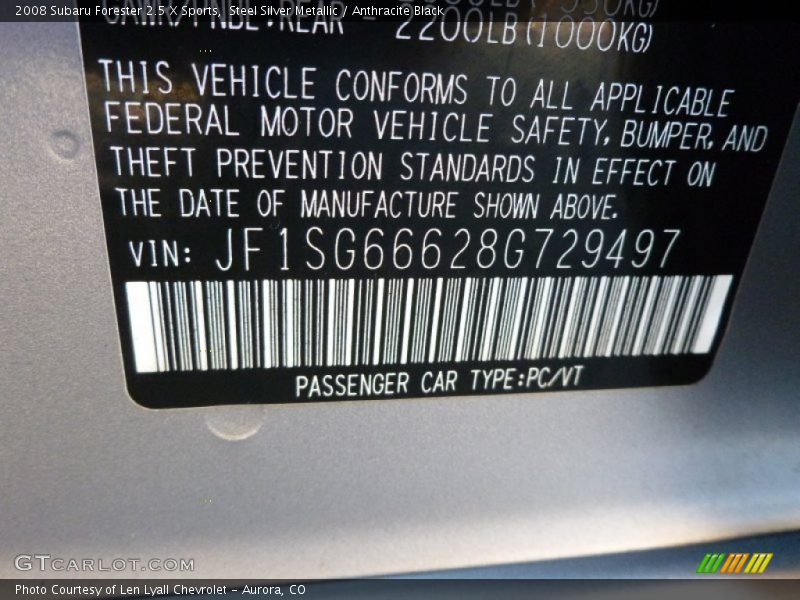 2008 Subaru Forester 2.5 X Sports, Steel Silver Metallic / Anthracite Black
REAR - 2200LB(1000KG)
THIS VEHICLE CONFORMS TO ALL APPLICABLE
FEDERAL MOTOR VEHICLE SAFETY, BUMPER, AND
THEFT PREVENTION STANDARDS IN EFFECT ON
THE DATE OF MANUFACTURE SHOWN ABOVE.
VIN: JF1SG66628G729497
PASSENGER CAR TYPE:PC/VT
GTCARLOT.COM
Photo Courtesy of Len Lyall Chevrolet - Aurora, CO